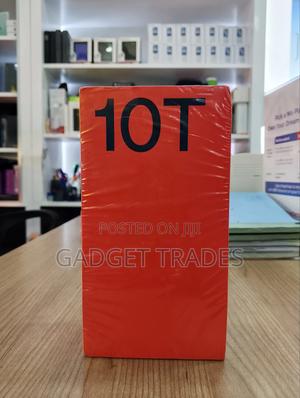 10T
POSTED ON JIJI
GADGET TRADES